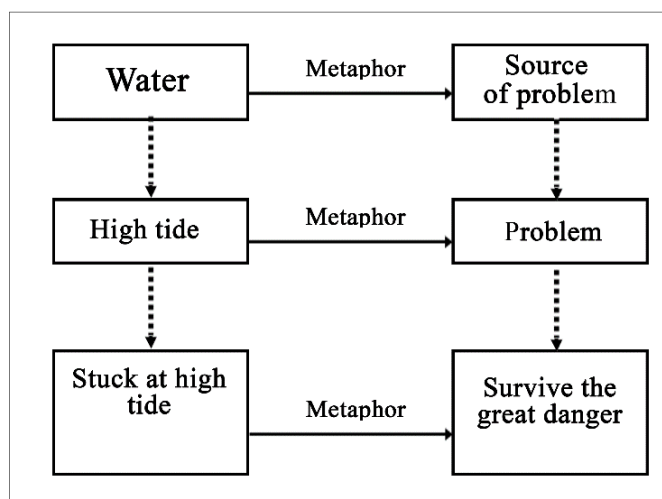 Water
Metaphor
Source
of problem
High tide
Metaphor
Problem
Stuck at high
tide
Metaphor
Survive the
great danger